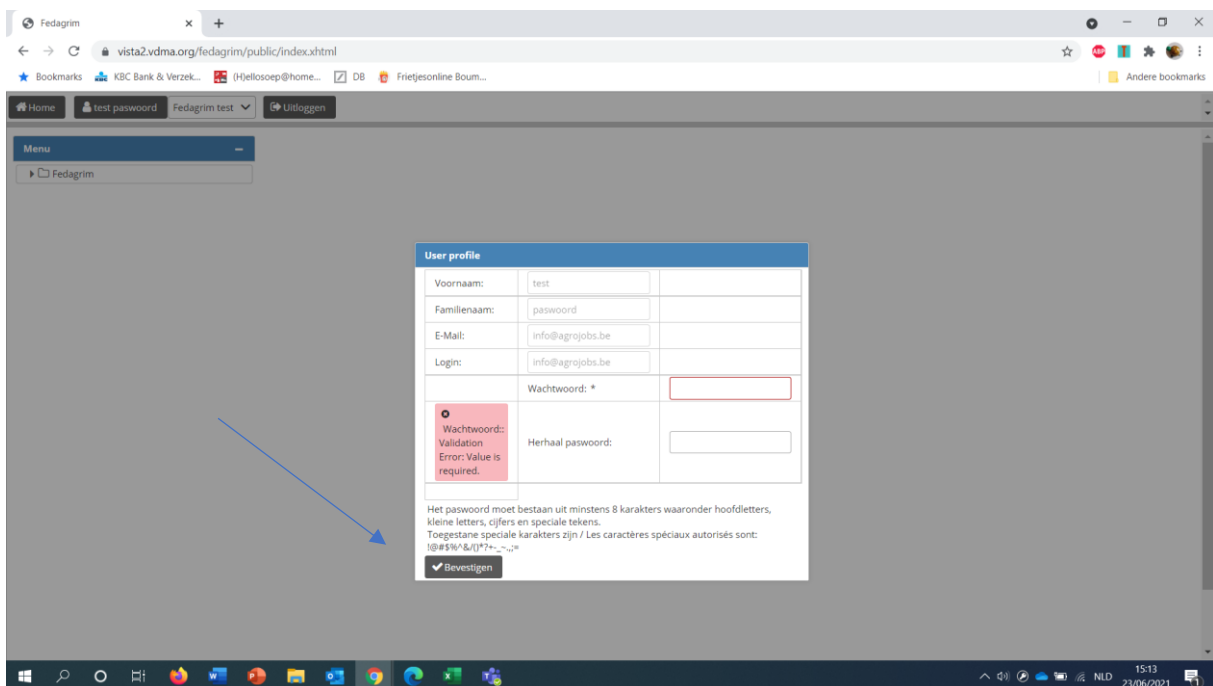 Fedagrim
vista2.vdma.org/fedagrim/public/index.xhtml
ABP
Bookmarks KBC Bank & Verzek... (H)ellosoep@home... DB Frietjesonline Boum... Andere bookmarks
Home test paswoord Fedagrim test Uitloggen
Menu
Fedagrim
User profile
Voornaam: test
Familienaam: paswoord
E-Mail: info@agrojobs.be
Login: info@agrojobs.be
Wachtwoord: *
Wachtwoord::
Validation
Error: Value is
required.
Herhaal paswoord:
Het paswoord moet bestaan uit minstens 8 karakters waaronder hoofdletters,
kleine letters, cijfers en speciale tekens.
Toegestane speciale karakters zijn / Les caractères spéciaux autorisés sont:
!@#$%^&/()*?+-_~.,;=
Bevestigen
NLD
15:13
23/06/2021